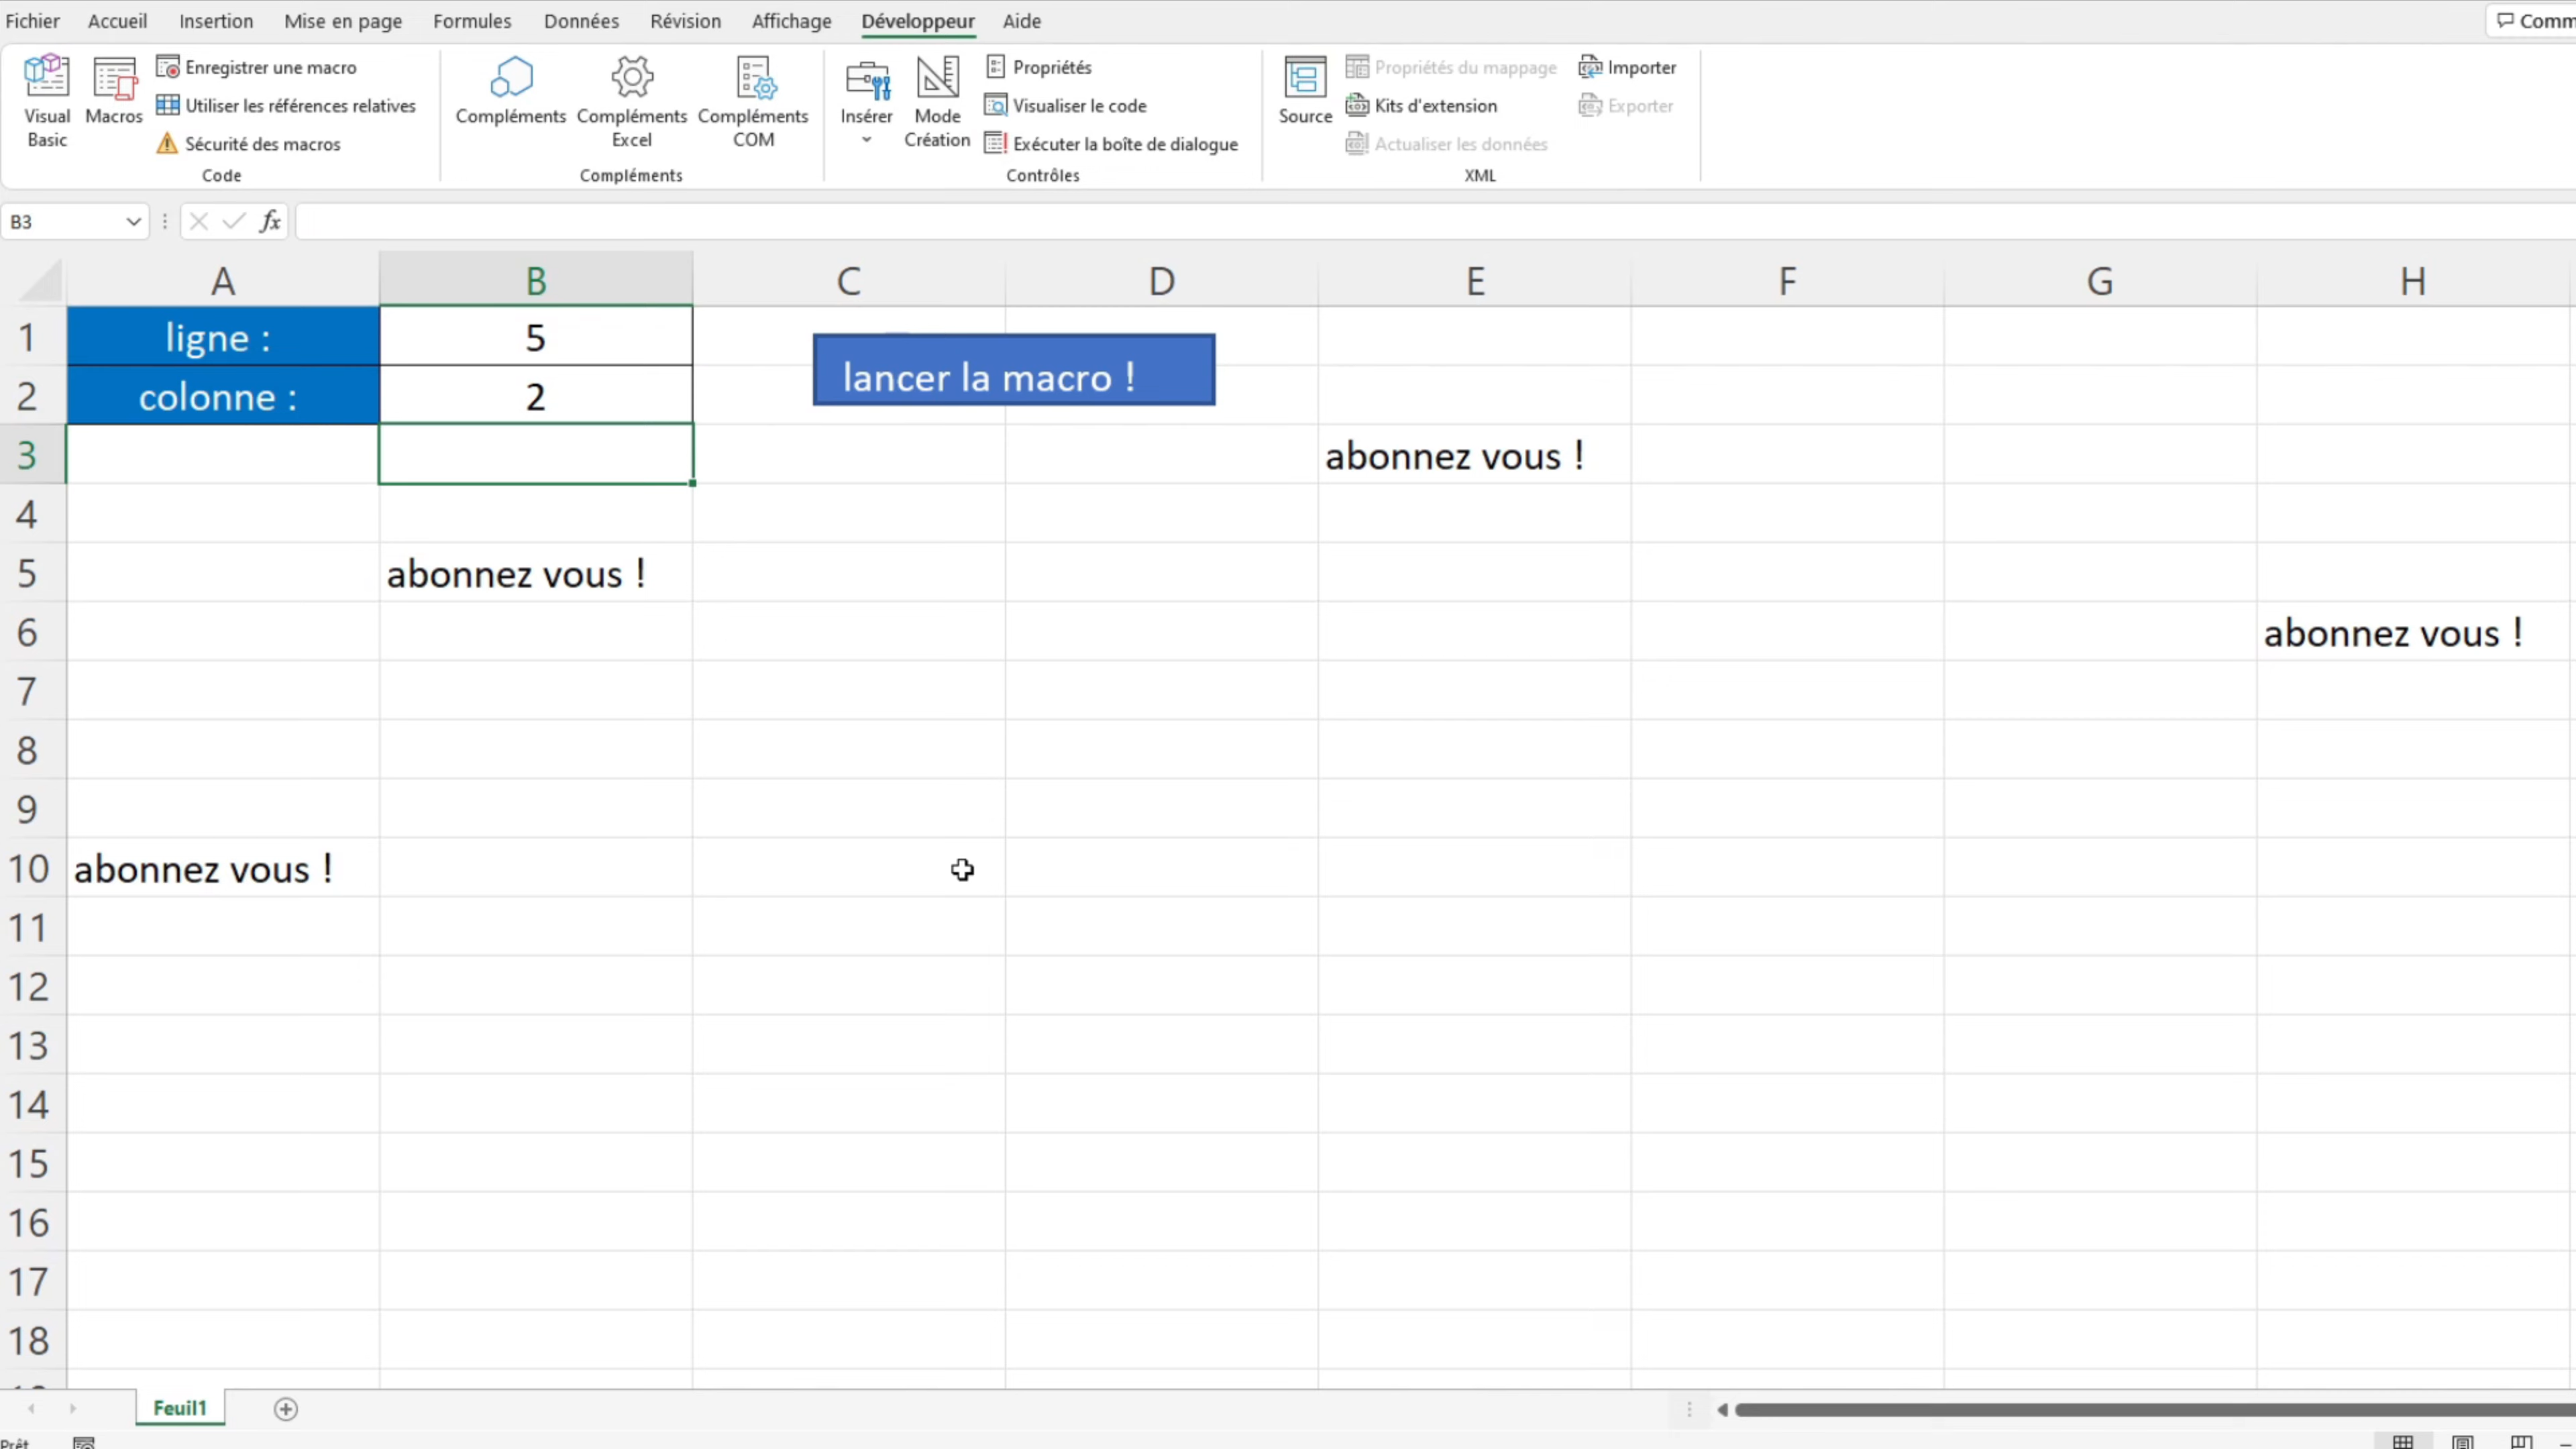 Fichier Accueil Insertion Mise en page Formules Données Révision Affichage Développeur Aide
Visual Basic
Macros
Enregistrer une macro
Utiliser les références relatives
Sécurité des macros
Code
Compléments
Compléments Excel
Compléments COM
Compléments
Insérer
Mode Création
Propriétés
Visualiser le code
Exécuter la boîte de dialogue
Contrôles
Source
Propriétés du mappage
Kits d'extension
Actualiser les données
Importer
Exporter
XML
B3 fx
A B C D E F G H
1 ligne : 5
lancer la macro !
2 colonne : 2
3 abonnez vous !
4
5 abonnez vous !
6 abonnez vous !
7
8
9
10 abonnez vous !
11
12
13
14
15
16
17
18
Feuil1